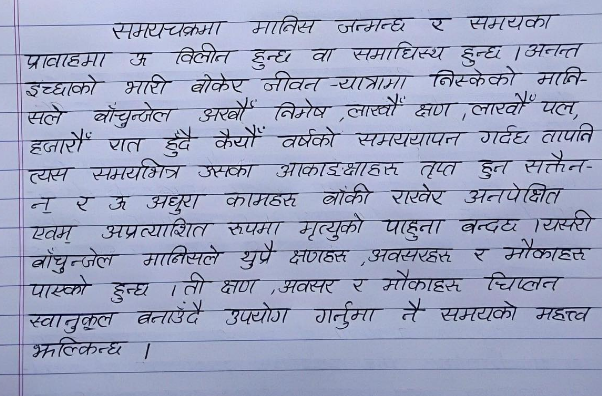 समयचक्रमा मानिस जन्मन्छ र समयका
प्रावाहमा ऊ विलीन हुन्छ वा समाधिस्थ हुन्छ । अनन्त
इच्छाको भारी बोकेर जीवन-यात्रामा निस्केको मानि-
सले बाँचुन्जेल अरबौँ निमेष, लाखौँ क्षण, लाखौँ पल,
हजारौँ रात हुँदै कैयौँ वर्षको समययापन गर्दछ तापनि
त्यस समयभित्र उसका आकाङ्क्षाहरू तृप्त हुन सक्तैन-
न् र ऊ अधुरा कामहरू बाँकी राखेर अनपेक्षित
एवम् अप्रत्याशित रूपमा मृत्युको पाहुना बन्दछ । यसरी
बाँचुन्जेल मानिसले थुप्रै क्षणहरू, अवसरहरू र मौकाहरू
पाएको हुन्छ । ती क्षण, अवसर र मौकाहरू चिप्लन
स्वानुकूल बनाउँदै उपयोग गर्नुमा नै समयको महत्त्व
झल्किन्छ ।